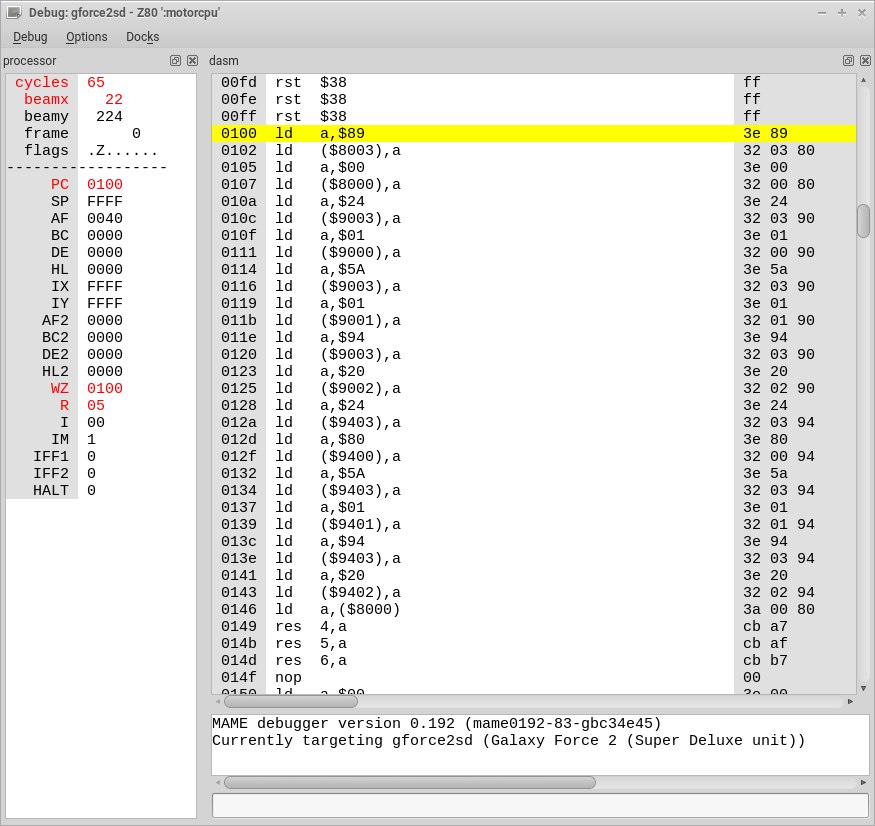 Debug: gforce2sd - Z80 ':motorcpu'
Debug Options Docks
processor
cycles 65
beamx 22
beamy 224
frame 0
flags .Z......
------------------
PC 0100
SP FFFF
AF 0040
BC 0000
DE 0000
HL 0000
IX FFFF
IY FFFF
AF2 0000
BC2 0000
DE2 0000
HL2 0000
WZ 0100
R 05
I 00
IM 1
IFF1 0
IFF2 0
HALT 0
dasm
00fd rst $38 ff
00fe rst $38 ff
00ff rst $38 ff
0100 ld a,$89 3e 89
0102 ld ($8003),a 32 03 80
0105 ld a,$00 3e 00
0107 ld ($8000),a 32 00 80
010a ld a,$24 3e 24
010c ld ($9003),a 32 03 90
010f ld a,$01 3e 01
0111 ld ($9000),a 32 00 90
0114 ld a,$5A 3e 5a
0116 ld ($9003),a 32 03 90
0119 ld a,$01 3e 01
011b ld ($9001),a 32 01 90
011e ld a,$94 3e 94
0120 ld ($9003),a 32 03 90
0123 ld a,$20 3e 20
0125 ld ($9002),a 32 02 90
0128 ld a,$24 3e 24
012a ld ($9403),a 32 03 94
012d ld a,$80 3e 80
012f ld ($9400),a 32 00 94
0132 ld a,$5A 3e 5a
0134 ld ($9403),a 32 03 94
0137 ld a,$01 3e 01
0139 ld ($9401),a 32 01 94
013c ld a,$94 3e 94
013e ld ($9403),a 32 03 94
0141 ld a,$20 3e 20
0143 ld ($9402),a 32 02 94
0146 ld a,($8000) 3a 00 80
0149 res 4,a cb a7
014b res 5,a cb af
014d res 6,a cb b7
014f nop 00
0150 ld a,$00 3e 00
MAME debugger version 0.192 (mame0192-83-gbc34e45)
Currently targeting gforce2sd (Galaxy Force 2 (Super Deluxe unit))